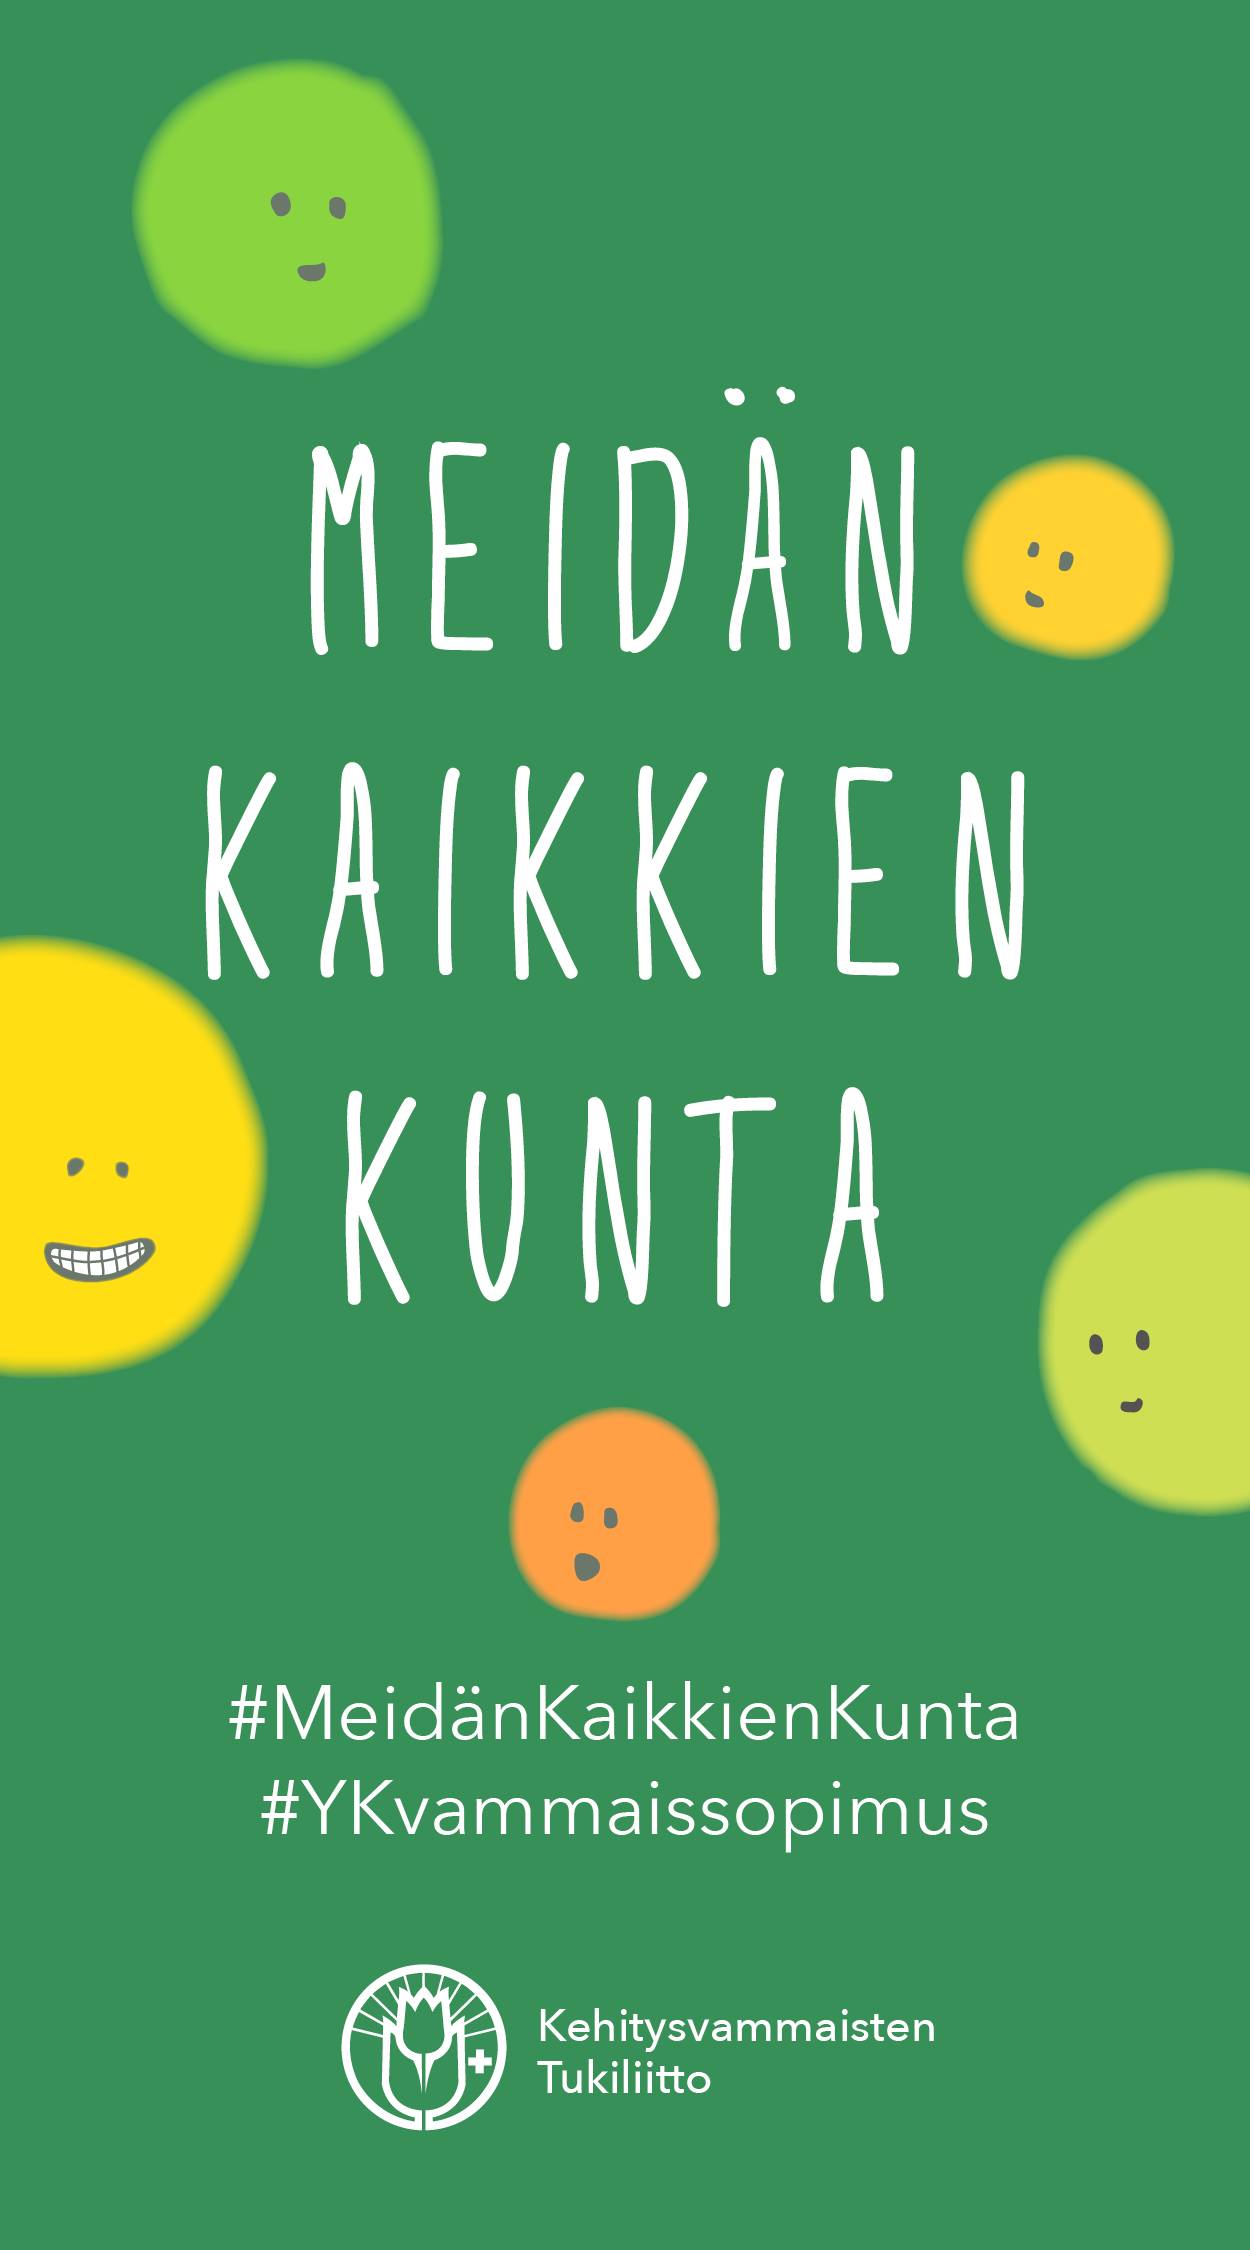 MEIDÄN
KAIKKIEN
KUNTA
#MeidänKaikkienKunta
#YKvammaissopimus
Kehitysvammaisten
Tukiliitto